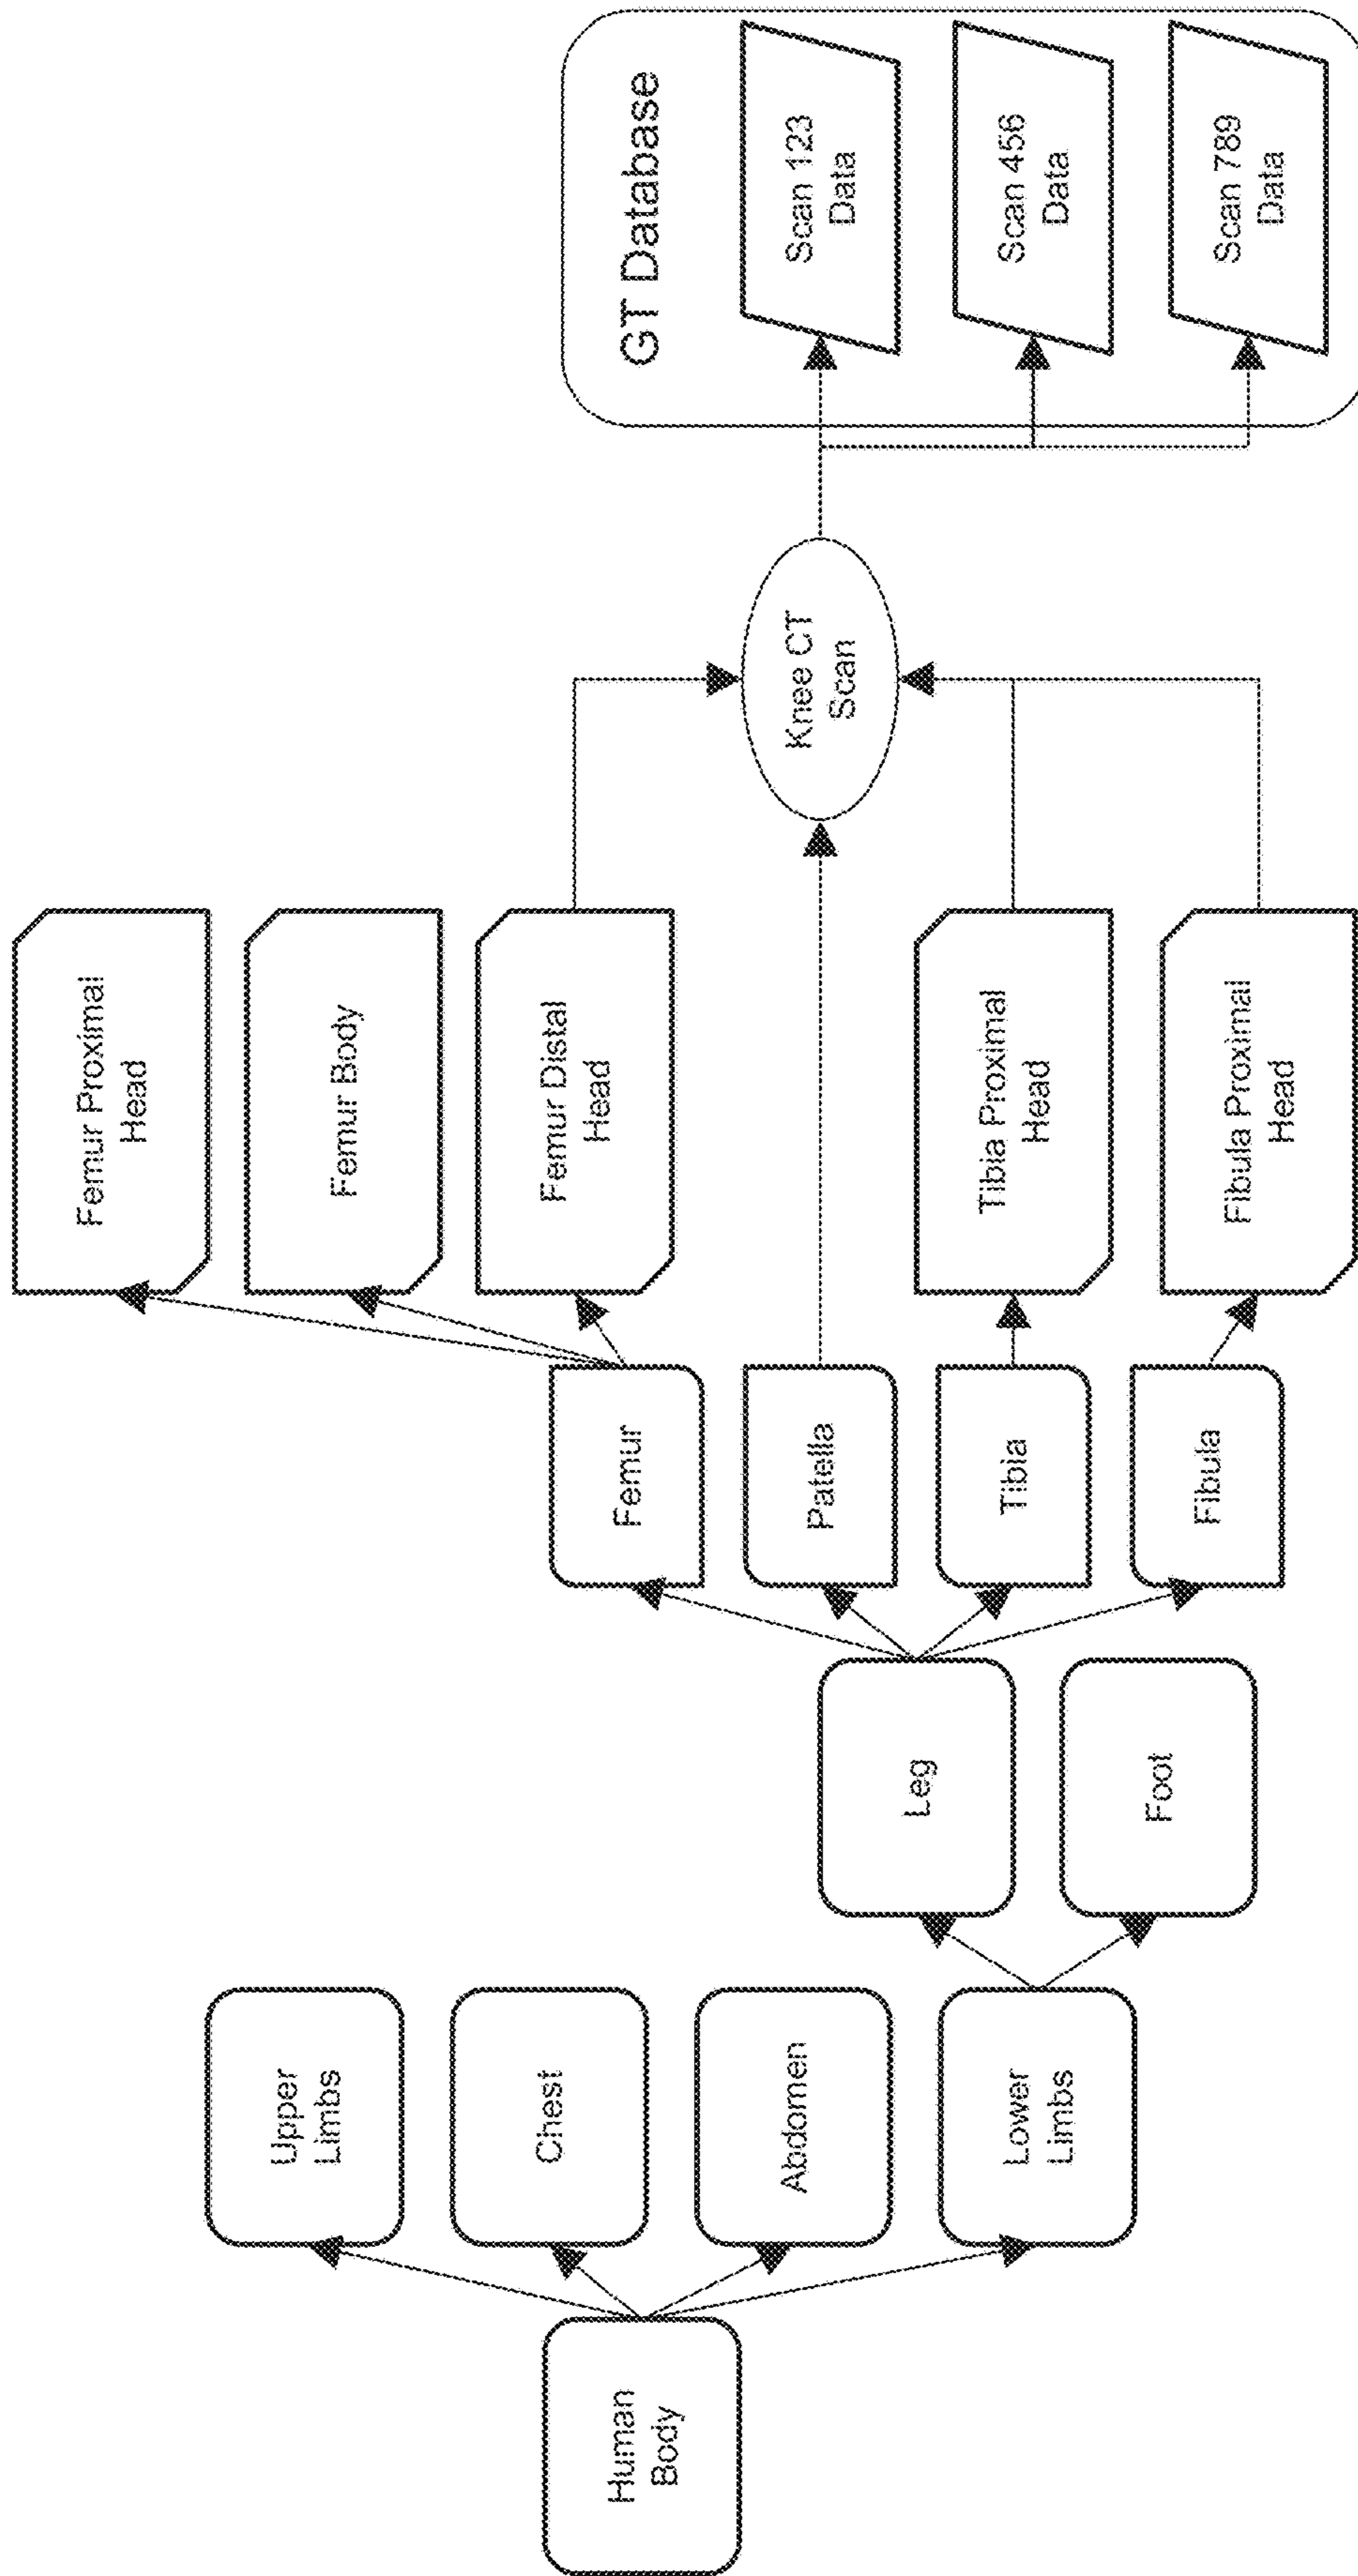 Human
Body
Upper
Limbs
Chest
Abdomen
Lower
Limbs
Leg
Foot
Femur
Patella
Tibia
Fibula
Femur Proximal
Head
Femur Body
Femur Distal
Head
Tibia Proximal
Head
Fibula Proximal
Head
Knee CT
Scan
GT Database
Scan 123
Data
Scan 456
Data
Scan 789
Data